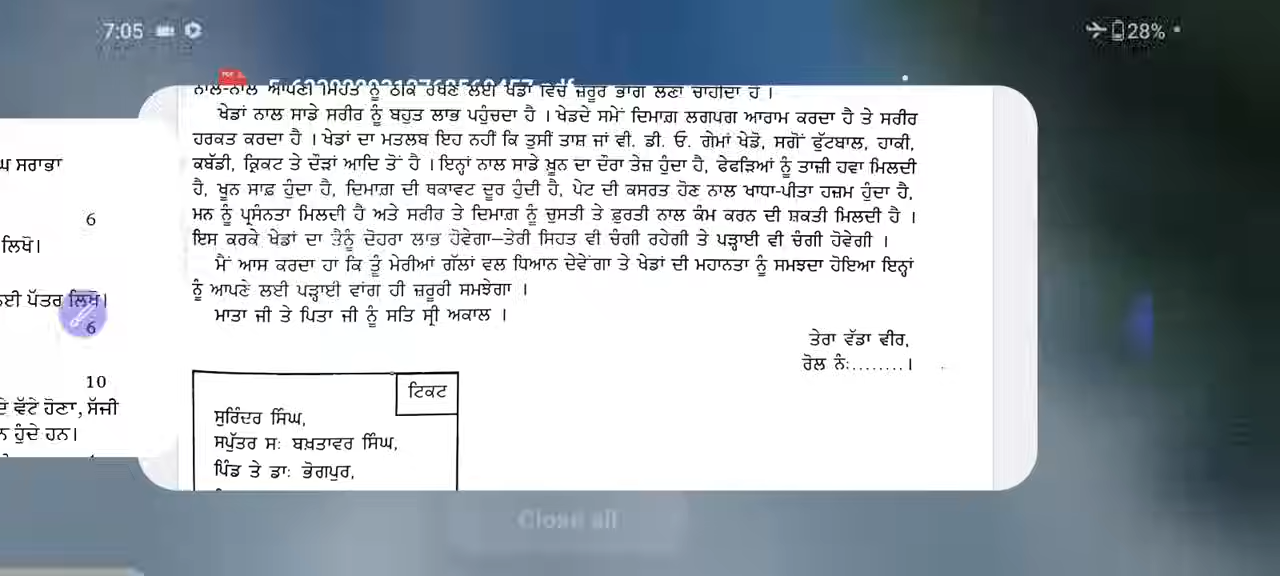 7:05
28%
ਨਾਲ-ਨਾਲ ਆਪਣੀ ਸਿਹਤ ਨੂੰ ਠੀਕ ਰੱਖਣ ਲਈ ਖੇਡਾਂ ਵਿਚ ਜ਼ਰੂਰ ਭਾਗ ਲੈਣਾ ਚਾਹੀਦਾ ਹੈ ।
ਖੇਡਾਂ ਨਾਲ ਸਾਡੇ ਸਰੀਰ ਨੂੰ ਬਹੁਤ ਲਾਭ ਪਹੁੰਚਦਾ ਹੈ । ਖੇਡਦੇ ਸਮੇਂ ਦਿਮਾਗ਼ ਲਗਪਗ ਆਰਾਮ ਕਰਦਾ ਹੈ ਤੇ ਸਰੀਰ
ਹਰਕਤ ਕਰਦਾ ਹੈ । ਖੇਡਾਂ ਦਾ ਮਤਲਬ ਇਹ ਨਹੀਂ ਕਿ ਤੁਸੀਂ ਤਾਸ਼ ਜਾਂ ਵੀ. ਡੀ. ਓ. ਗੇਮਾਂ ਖੇਡੋ, ਸਗੋਂ ਫੁੱਟਬਾਲ, ਹਾਕੀ,
ਕਬੱਡੀ, ਕ੍ਰਿਕਟ ਤੇ ਦੌੜਾਂ ਆਦਿ ਤੋਂ ਹੈ । ਇਨ੍ਹਾਂ ਨਾਲ ਸਾਡੇ ਖ਼ੂਨ ਦਾ ਦੌਰਾ ਤੇਜ਼ ਹੁੰਦਾ ਹੈ, ਫੇਫੜਿਆਂ ਨੂੰ ਤਾਜ਼ੀ ਹਵਾ ਮਿਲਦੀ
ਹੈ, ਖ਼ੂਨ ਸਾਫ਼ ਹੁੰਦਾ ਹੈ, ਦਿਮਾਗ਼ ਦੀ ਥਕਾਵਟ ਦੂਰ ਹੁੰਦੀ ਹੈ, ਪੇਟ ਦੀ ਕਸਰਤ ਹੋਣ ਨਾਲ ਖਾਧਾ-ਪੀਤਾ ਹਜ਼ਮ ਹੁੰਦਾ ਹੈ,
ਮਨ ਨੂੰ ਪ੍ਰਸੰਨਤਾ ਮਿਲਦੀ ਹੈ ਅਤੇ ਸਰੀਰ ਤੇ ਦਿਮਾਗ਼ ਨੂੰ ਚੁਸਤੀ ਤੇ ਫ਼ੁਰਤੀ ਨਾਲ ਕੰਮ ਕਰਨ ਦੀ ਸ਼ਕਤੀ ਮਿਲਦੀ ਹੈ ।
ਇਸ ਕਰਕੇ ਖੇਡਾਂ ਦਾ ਤੈਨੂੰ ਦੋਹਰਾ ਲਾਭ ਹੋਵੇਗਾ—ਤੇਰੀ ਸਿਹਤ ਵੀ ਚੰਗੀ ਰਹੇਗੀ ਤੇ ਪੜ੍ਹਾਈ ਵੀ ਚੰਗੀ ਹੋਵੇਗੀ ।
ਮੈਂ ਆਸ ਕਰਦਾ ਹਾ ਕਿ ਤੂੰ ਮੇਰੀਆਂ ਗੱਲਾਂ ਵਲ ਧਿਆਨ ਦੇਵੇਂਗਾ ਤੇ ਖੇਡਾਂ ਦੀ ਮਹਾਨਤਾ ਨੂੰ ਸਮਝਦਾ ਹੋਇਆ ਇਨ੍ਹਾਂ
ਨੂੰ ਆਪਣੇ ਲਈ ਪੜ੍ਹਾਈ ਵਾਂਗ ਹੀ ਜ਼ਰੂਰੀ ਸਮਝੇਗਾ ।
ਮਾਤਾ ਜੀ ਤੇ ਪਿਤਾ ਜੀ ਨੂੰ ਸਤਿ ਸ੍ਰੀ ਅਕਾਲ ।
ਤੇਰਾ ਵੱਡਾ ਵੀਰ,
ਰੋਲ ਨੰ:........।
ਟਿਕਟ
ਸੁਰਿੰਦਰ ਸਿੰਘ,
ਸਪੁੱਤਰ ਸ: ਬਖ਼ਤਾਵਰ ਸਿੰਘ,
ਪਿੰਡ ਤੇ ਡਾ: ਭੋਗਪੁਰ,
ਸਰਾਭਾ
6
ਲਿਖੋ।
ਪੱਤਰ ਲਿਖੋ।
6
10
ਵੱਟੇ ਹੋਣਾ, ਸੱਜੀ
ਹੁੰਦੇ ਹਨ।
Close all